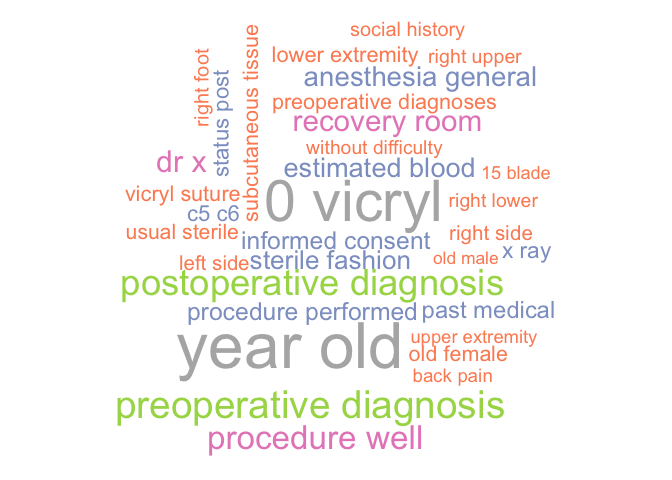 social history
lower extremity
right upper
right foot
status post
subcutaneous tissue
anesthesia general
preoperative diagnoses
recovery room
without difficulty
dr x
estimated blood
15 blade
vicryl suture
0 vicryl
right lower
c5 c6
usual sterile
informed consent
right side
x ray
left side
sterile fashion
old male
postoperative diagnosis
procedure performed
past medical
year old
upper extremity
old female
back pain
preoperative diagnosis
procedure well